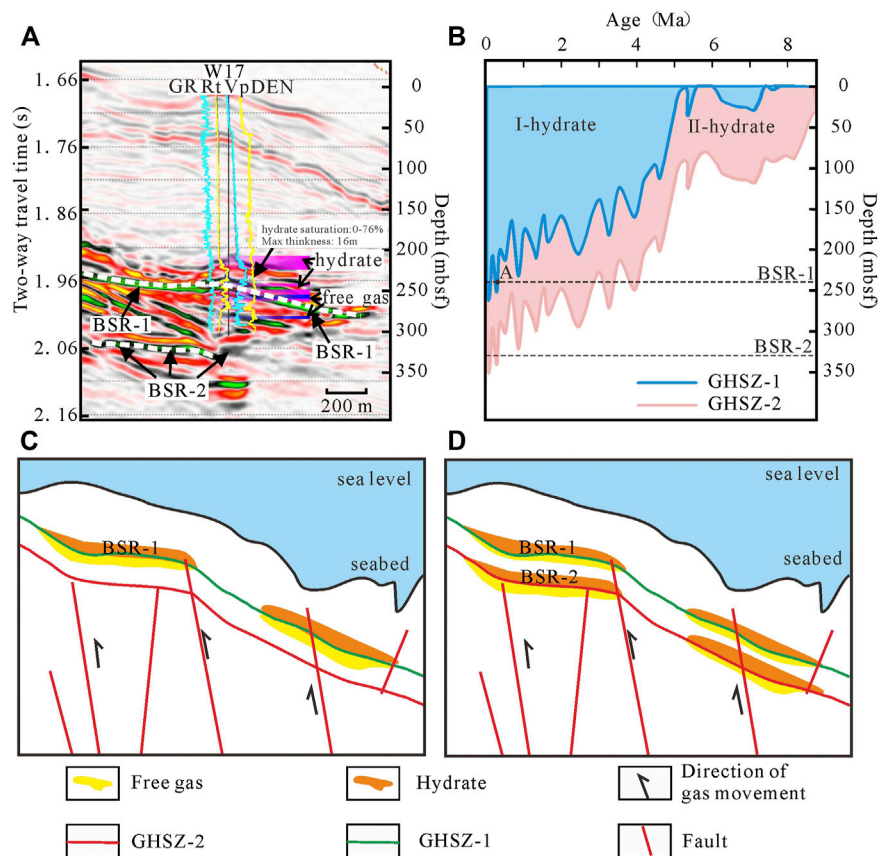 A
W17
GR Rt Vp DEN
Two-way travel time (s)
1.66
1.76
1.86
1.96
2.06
2.16
0
50
100
150
200
250
300
350
Depth (mbsf)
hydrate saturation:0-76%
Max thinkness: 16m
hydrate
free gas
BSR-1
BSR-1
BSR-2
200 m
B
Age (Ma)
0 2 4 6 8
I-hydrate
II-hydrate
A
BSR-1
BSR-2
GHSZ-1
GHSZ-2
0
50
100
150
200
250
300
350
Depth (mbsf)
C
sea level
seabed
BSR-1
D
sea level
seabed
BSR-1
BSR-2
Free gas
Hydrate
Direction of
gas movement
GHSZ-2
GHSZ-1
Fault